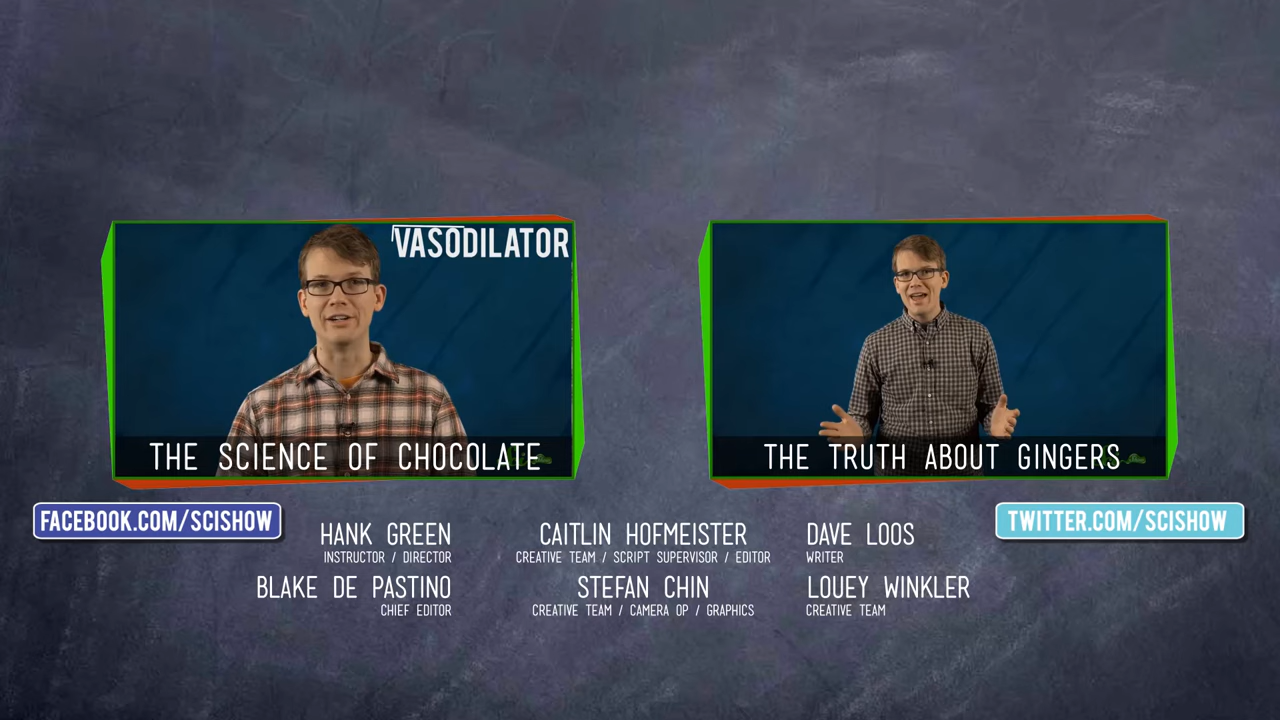 VASODILATOR
THE SCIENCE OF CHOCOLATE
THE TRUTH ABOUT GINGERS
FACEBOOK.COM/SCISHOW
TWITTER.COM/SCISHOW
HANK GREEN
INSTRUCTOR / DIRECTOR
CAITLIN HOFMEISTER
CREATIVE TEAM / SCRIPT SUPERVISOR / EDITOR
DAVE LOOS
WRITER
BLAKE DE PASTINO
CHIEF EDITOR
STEFAN CHIN
CREATIVE TEAM / CAMERA OP / GRAPHICS
LOUEY WINKLER
CREATIVE TEAM